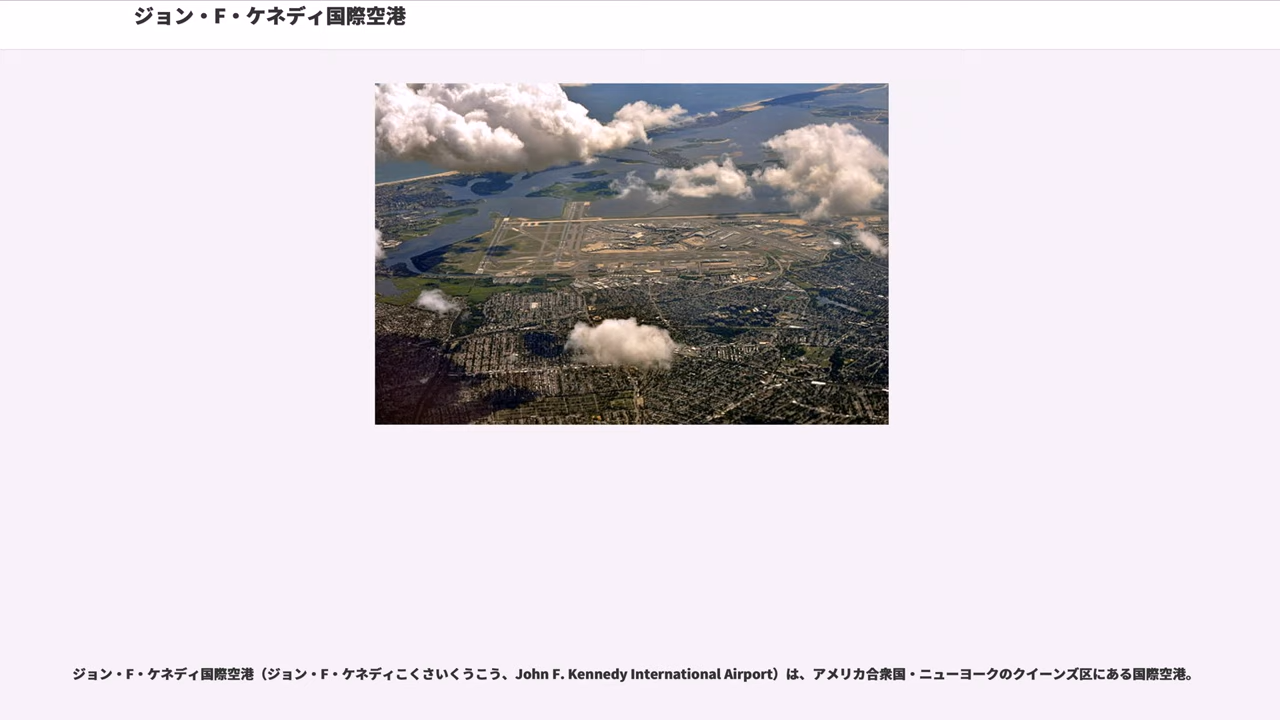 ジョン・F・ケネディ国際空港
ジョン・F・ケネディ国際空港（ジョン・F・ケネディこくさいくうこう、John F. Kennedy International Airport）は、アメリカ合衆国・ニューヨークのクイーンズ区にある国際空港。